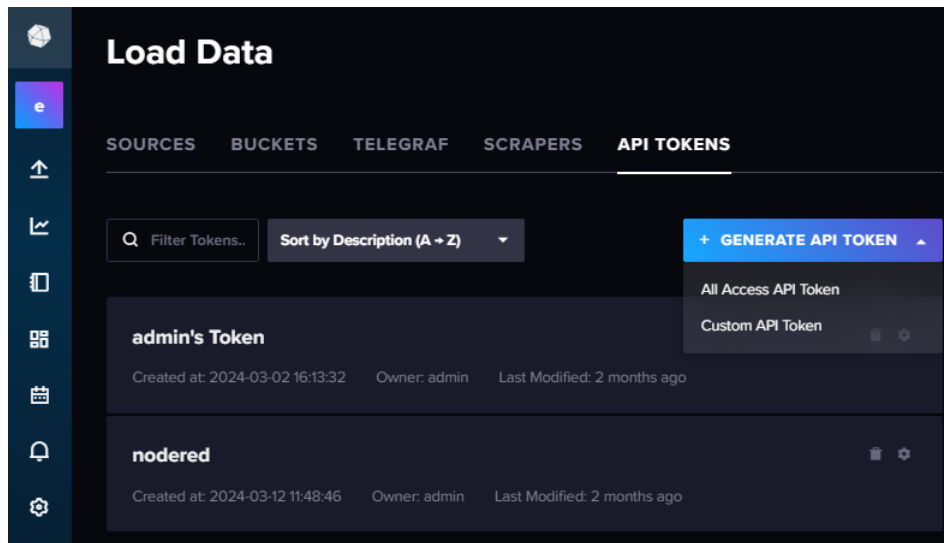 Load Data
e
SOURCES BUCKETS TELEGRAF SCRAPERS API TOKENS
Filter Tokens.. Sort by Description (A → Z) + GENERATE API TOKEN
All Access API Token
Custom API Token
admin's Token
Created at: 2024-03-02 16:13:32 Owner: admin Last Modified: 2 months ago
nodered
Created at: 2024-03-12 11:48:46 Owner: admin Last Modified: 2 months ago